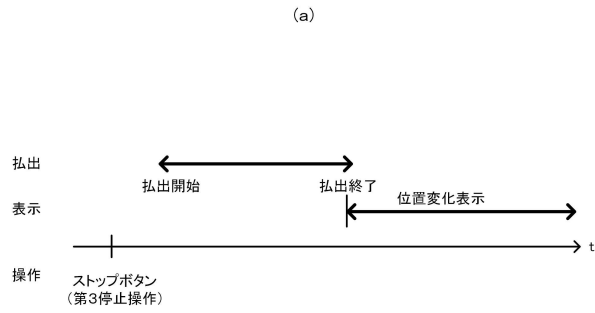 (a)
払出
払出開始
払出終了
表示
位置変化表示
t
操作
ストップボタン
(第3停止操作)